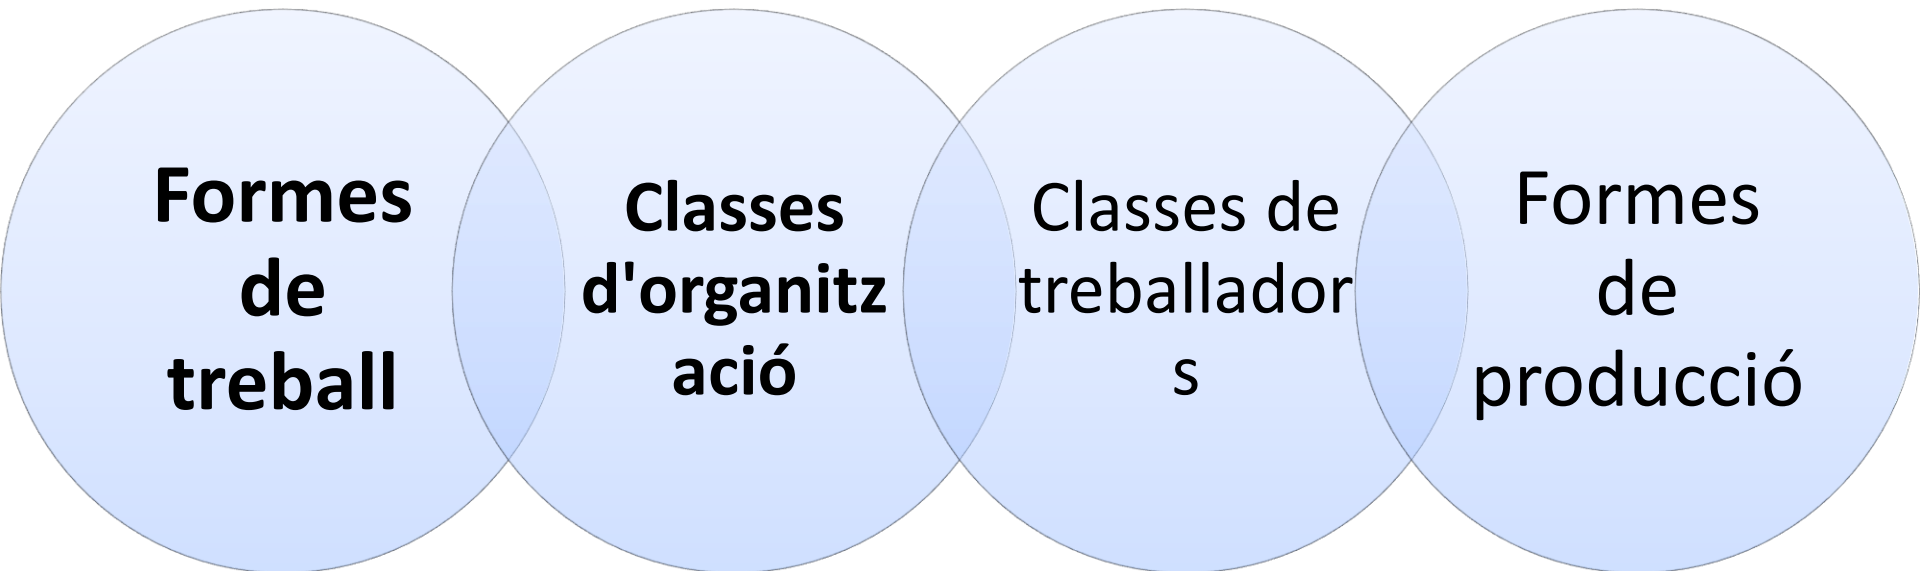 Formes
de
treball
Classes
d'organitz
ació
Classes de
treballador
s
Formes
de
producció